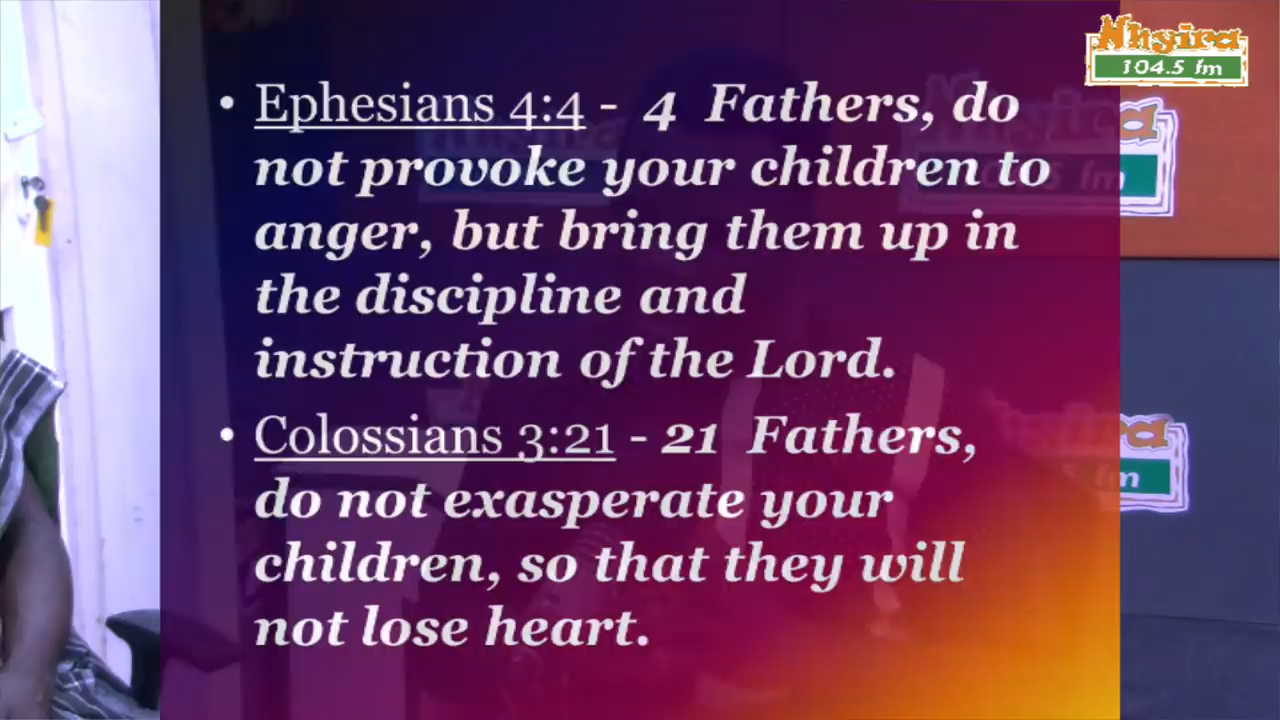 Nhyira
104.5 fm
• Ephesians 4:4 - 4 Fathers, do
not provoke your children to
anger, but bring them up in
the discipline and
instruction of the Lord.
• Colossians 3:21 - 21 Fathers,
do not exasperate your
children, so that they will
not lose heart.